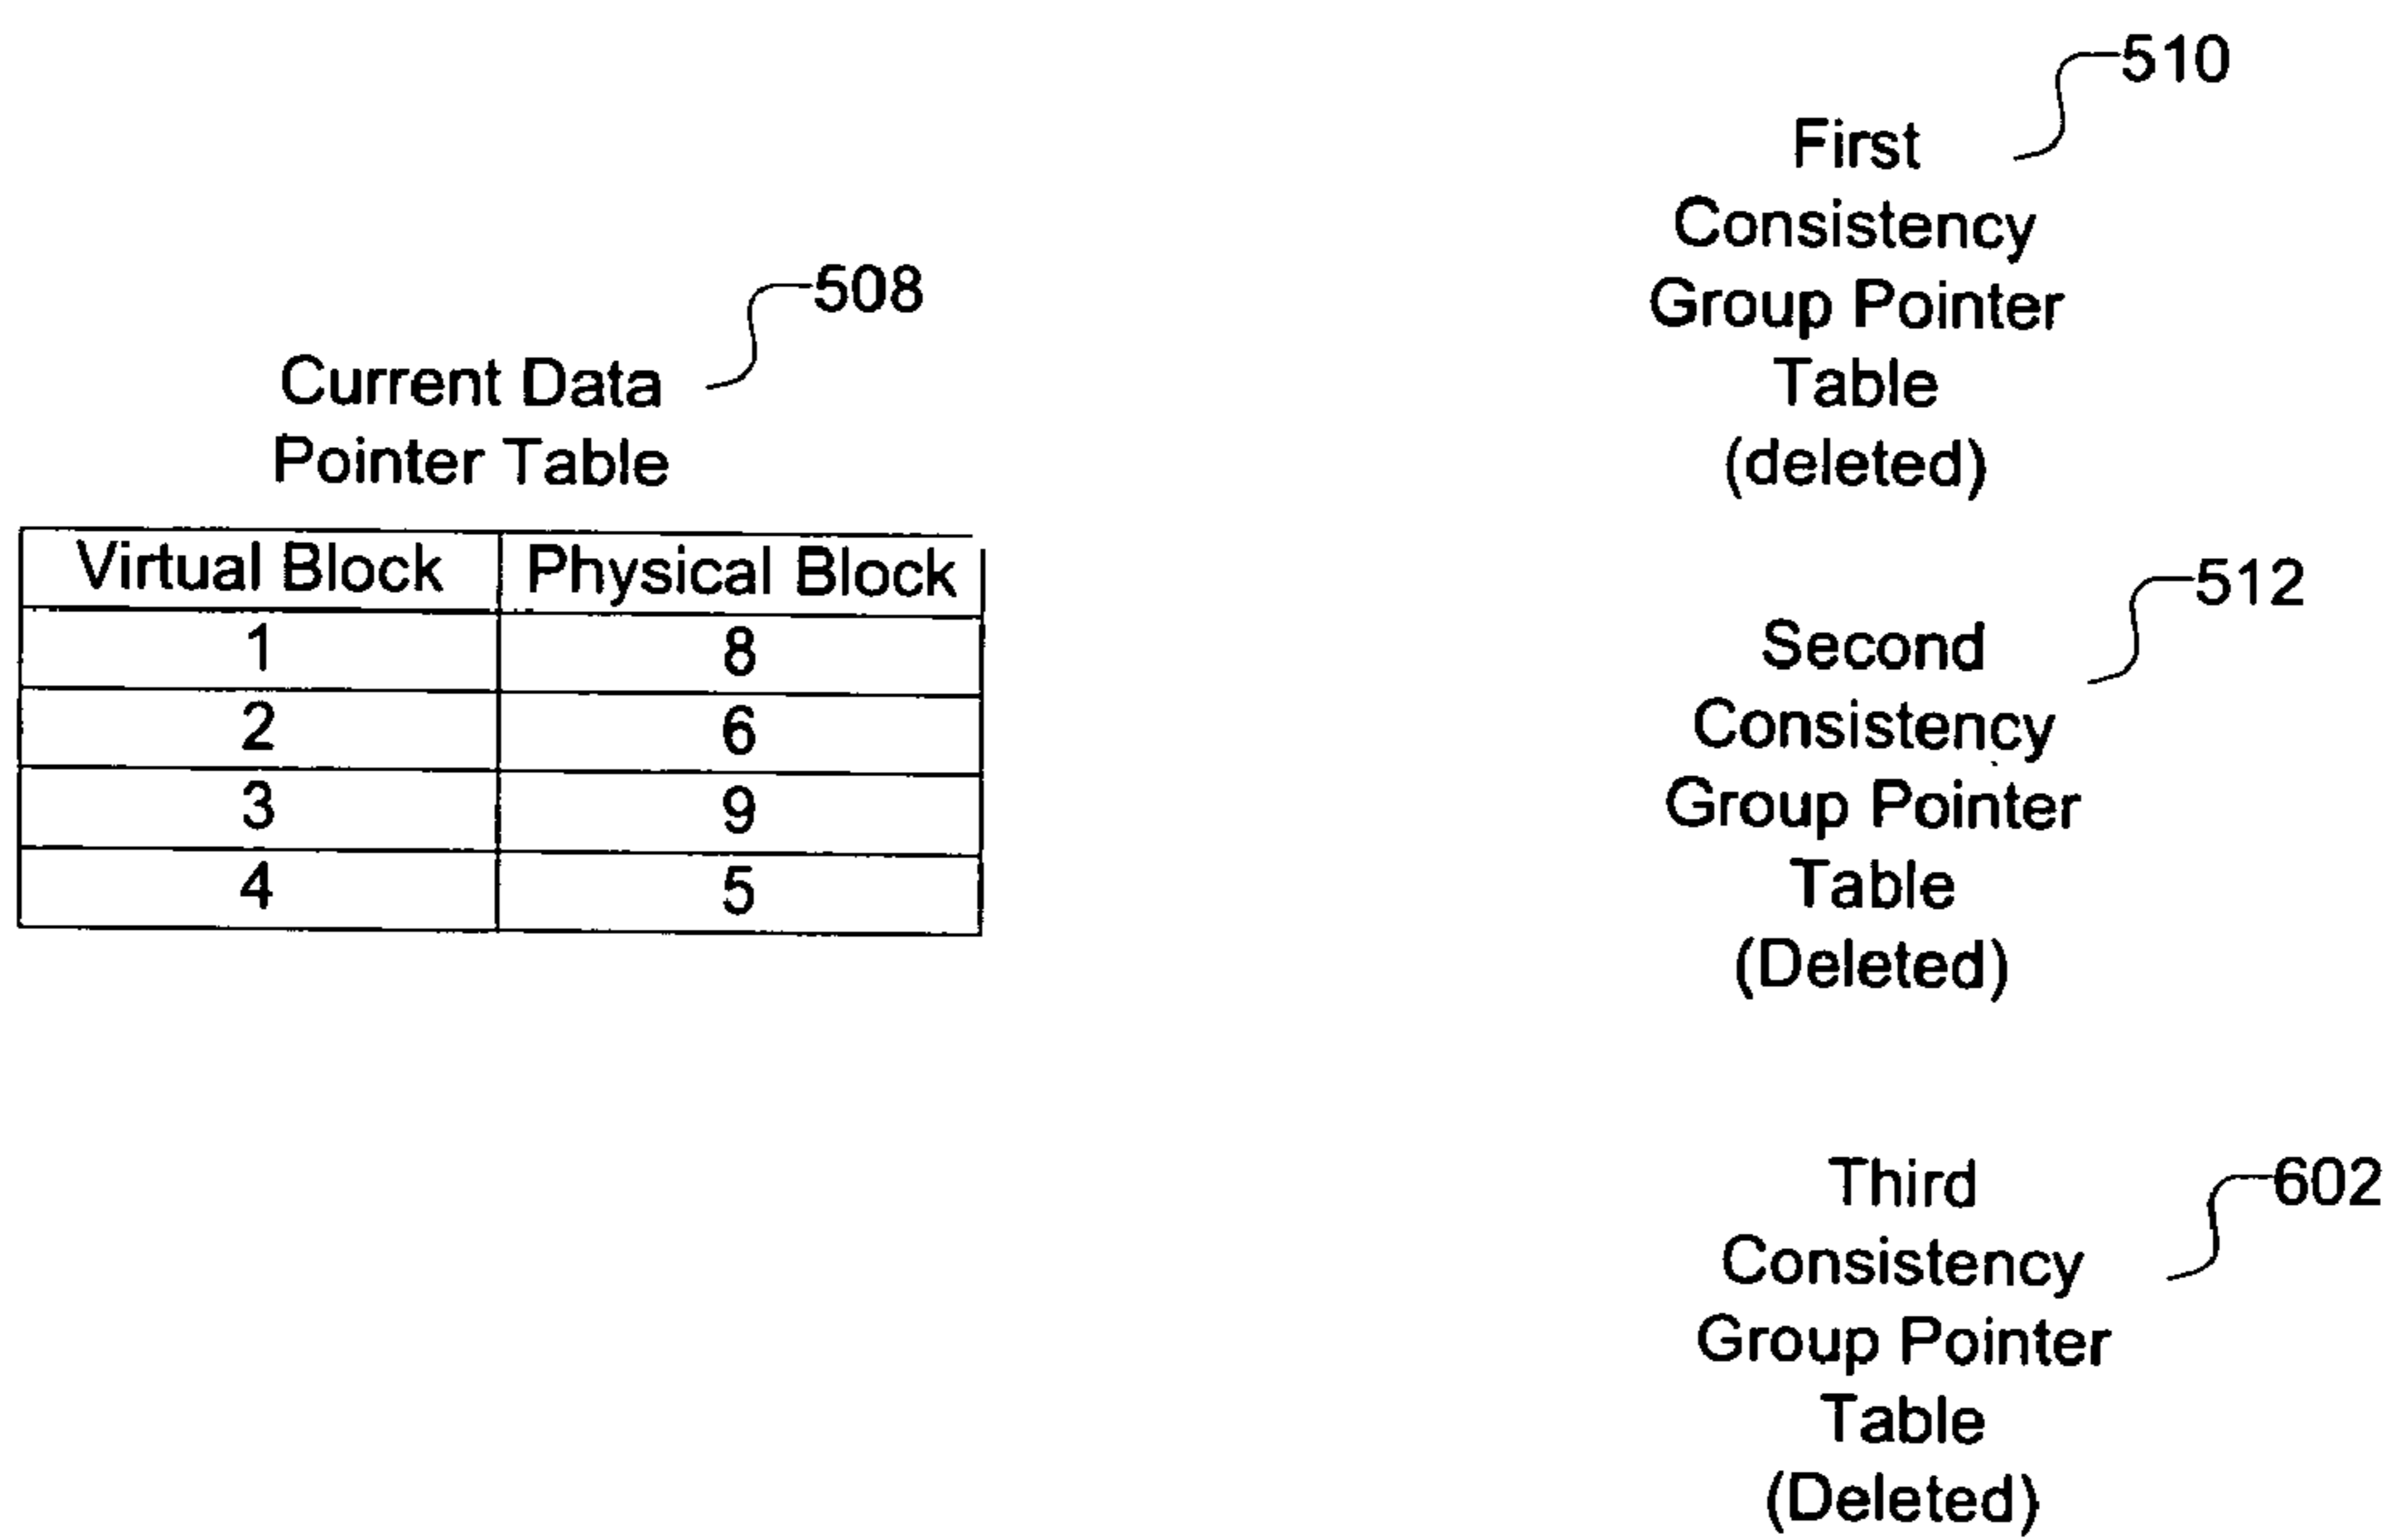 508
Current Data
Pointer Table
Virtual Block Physical Block
1 8
2 6
3 9
4 5
510
First
Consistency
Group Pointer
Table
(deleted)
512
Second
Consistency
Group Pointer
Table
(Deleted)
602
Third
Consistency
Group Pointer
Table
(Deleted)